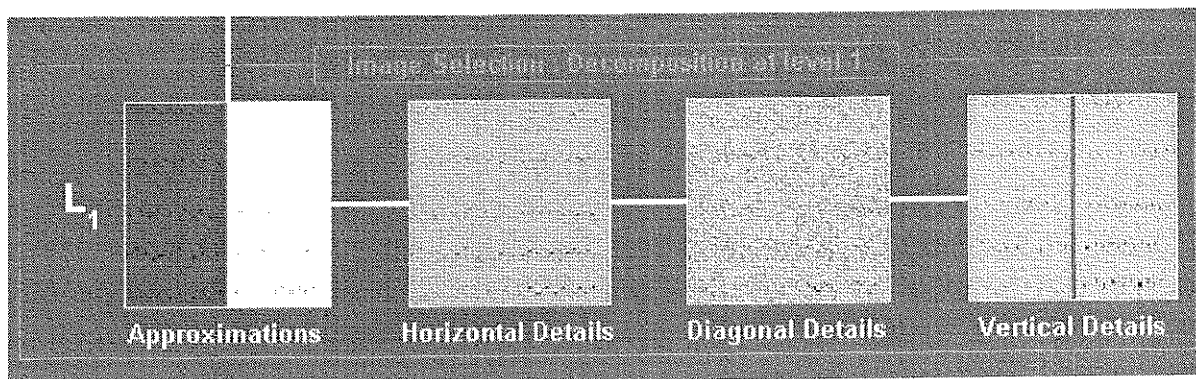 Image Selection : Decomposition at level 1
L1
Approximations
Horizontal Details
Diagonal Details
Vertical Details